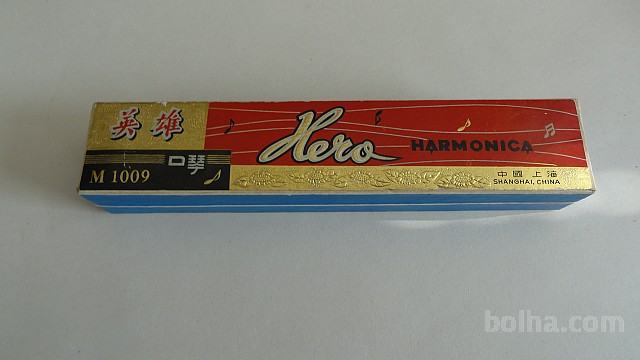 英雄
口琴
M 1009
Hero HARMONICA
中國 上海
SHANGHAI, CHINA
bolha.com